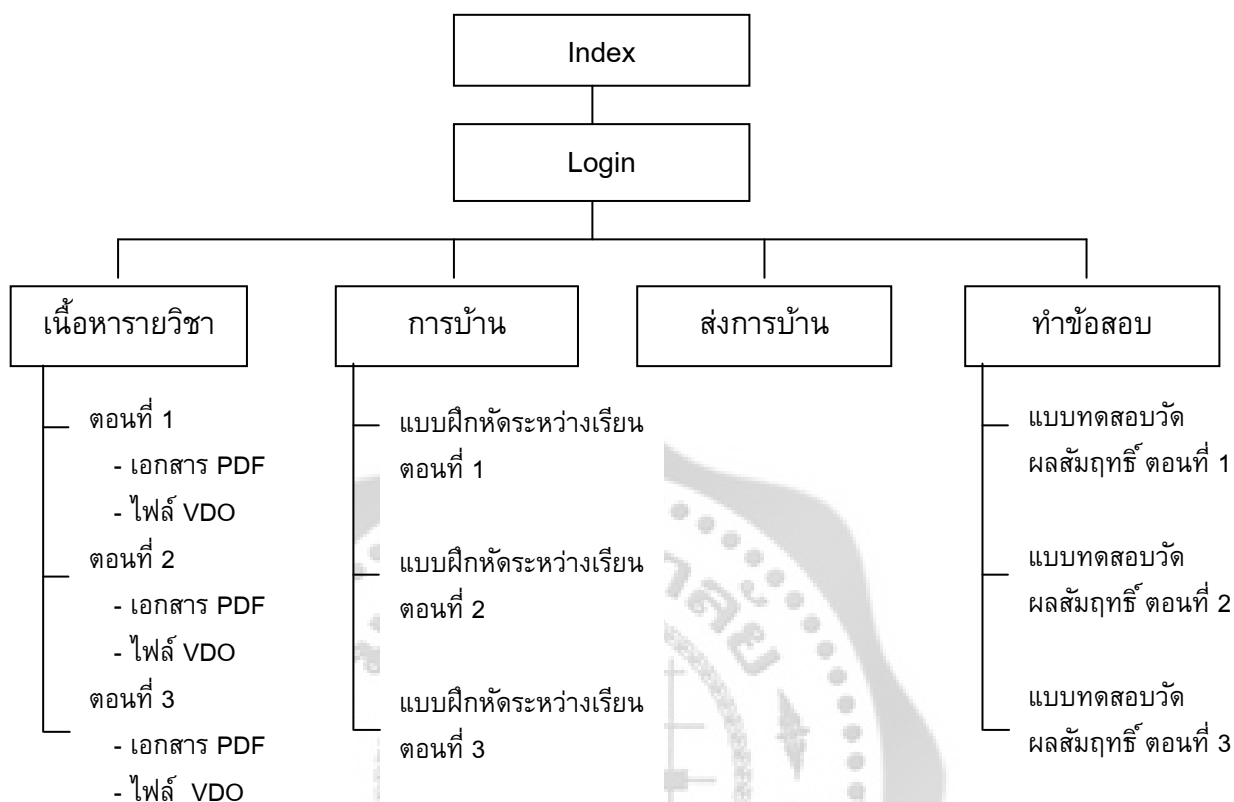 Index
Login
เนื้อหารายวิชา
การบ้าน
ส่งการบ้าน
ทำข้อสอบ
ตอนที่ 1
- เอกสาร PDF
- ไฟล์ VDO
ตอนที่ 2
- เอกสาร PDF
- ไฟล์ VDO
ตอนที่ 3
- เอกสาร PDF
- ไฟล์ VDO
แบบฝึกหัดระหว่างเรียน
ตอนที่ 1
แบบฝึกหัดระหว่างเรียน
ตอนที่ 2
แบบฝึกหัดระหว่างเรียน
ตอนที่ 3
แบบทดสอบวัด
ผลสัมฤทธิ์ ตอนที่ 1
แบบทดสอบวัด
ผลสัมฤทธิ์ ตอนที่ 2
แบบทดสอบวัด
ผลสัมฤทธิ์ ตอนที่ 3